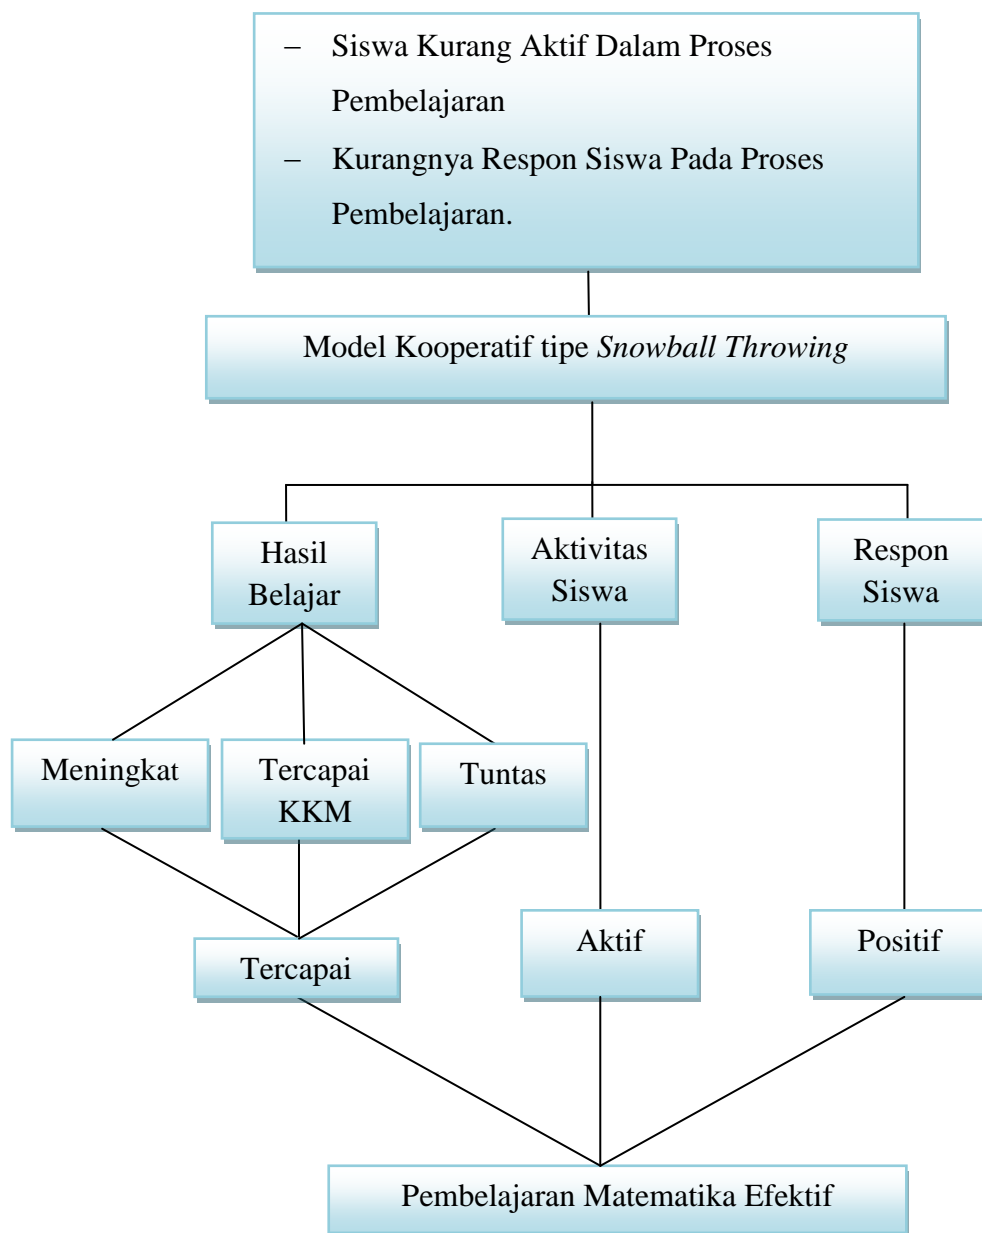 – Siswa Kurang Aktif Dalam Proses
Pembelajaran
– Kurangnya Respon Siswa Pada Proses
Pembelajaran.
Model Kooperatif tipe Snowball Throwing
Hasil
Belajar
Aktivitas
Siswa
Respon
Siswa
Meningkat
Tercapai
KKM
Tuntas
Tercapai
Aktif
Positif
Pembelajaran Matematika Efektif